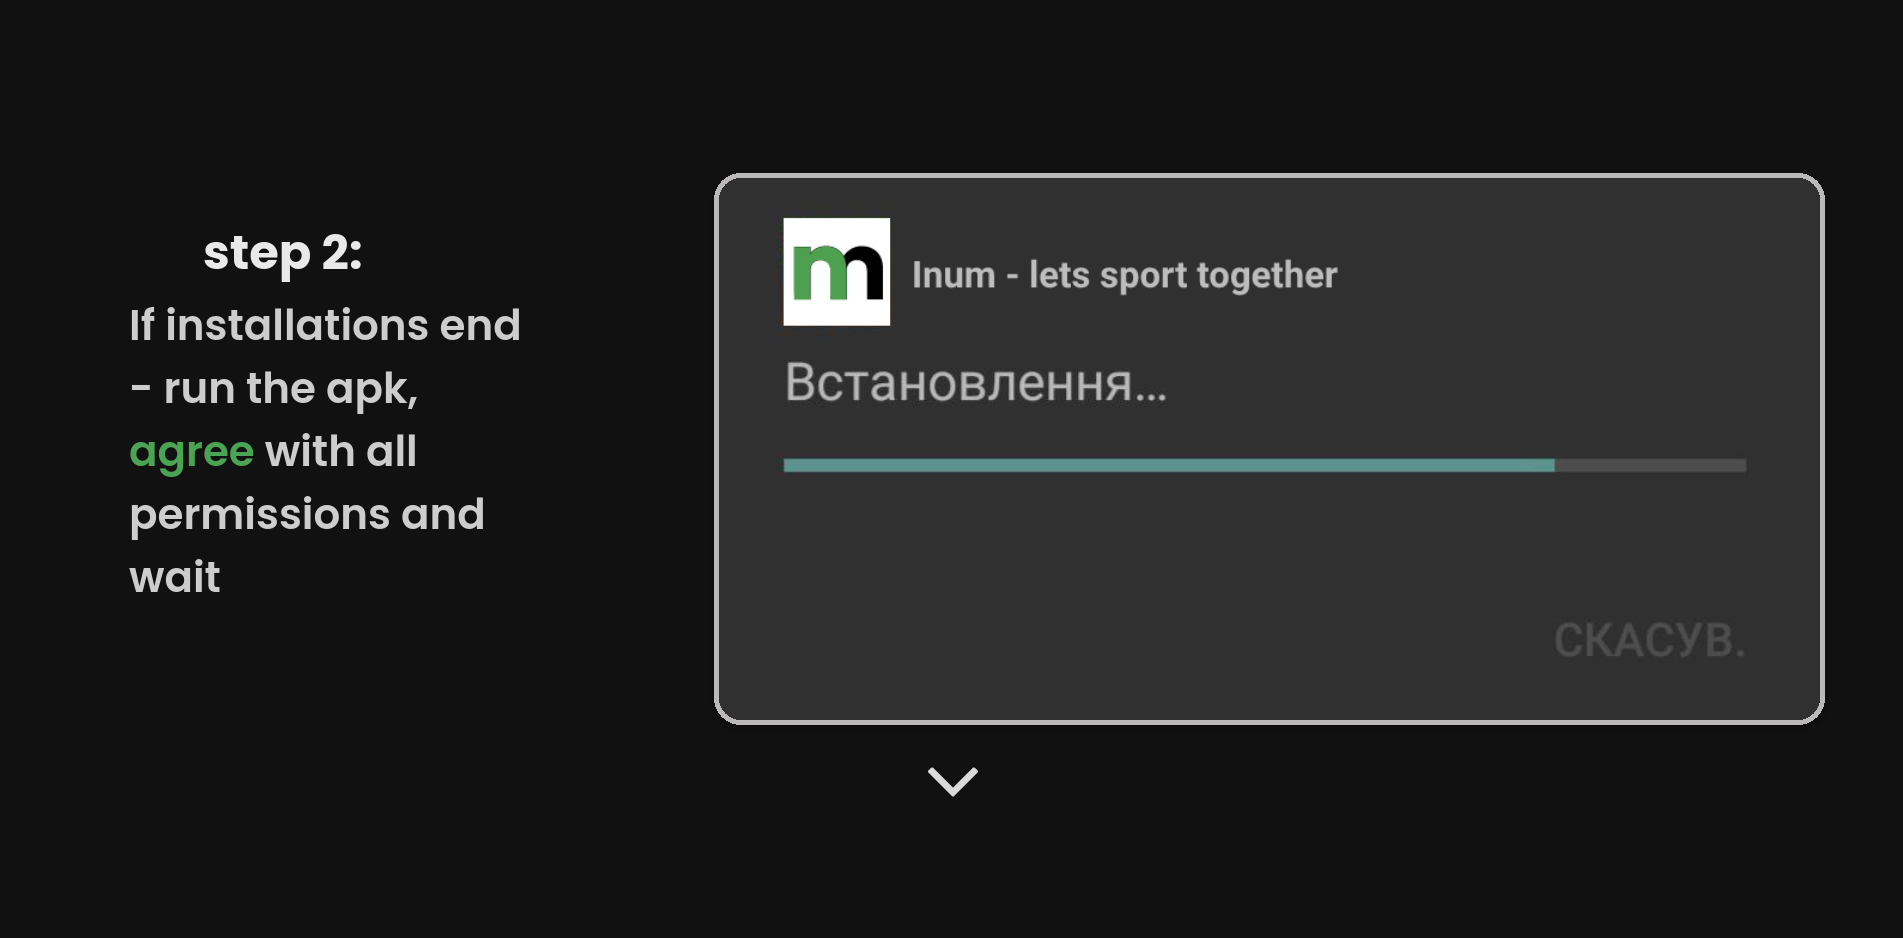 step 2:
If installations end
- run the apk,
agree with all
permissions and
wait
m
Inum - lets sport together
Встановлення...
СКАСУВ.